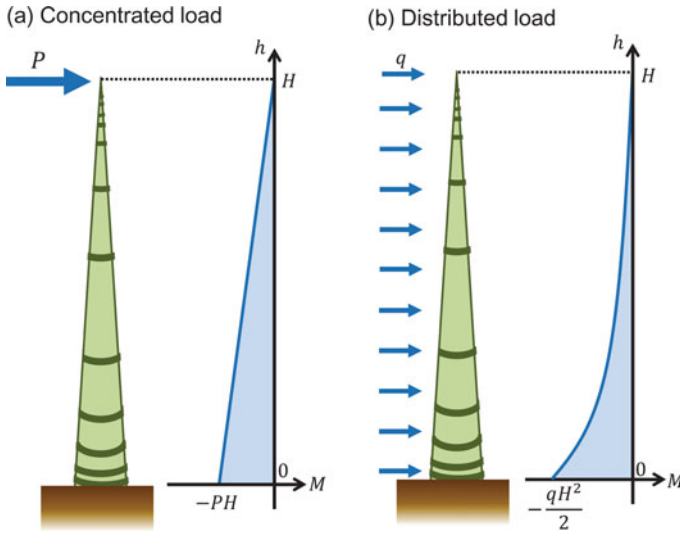 (a) Concentrated load
P
h
H
0
M
−PH
(b) Distributed load
q
h
H
0
M
−qH²/2